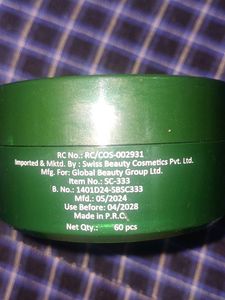 RC No.: RC/COS-002931
Imported & Mktd. By : Swiss Beauty Cosmetics Pvt. Ltd.
Mfg. For: Global Beauty Group Ltd.
Item No.: SC-333
B. No.: 1401D24-SBSC333
Mfd.: 05/2024
Use Before: 04/2028
Made in P.R.C.
Net Qty.: 60 pcs